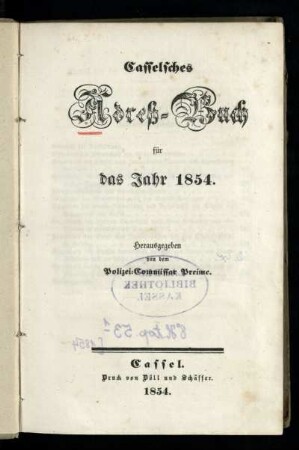 Casselsches
Adreß-Buch
für
das Jahr 1854.
Herausgegeben
von dem
Polizei-Commissar Preime.
BIBLIOTHEK
KASSEL
Cassel.
Druck von Döll und Schäffer.
1854.